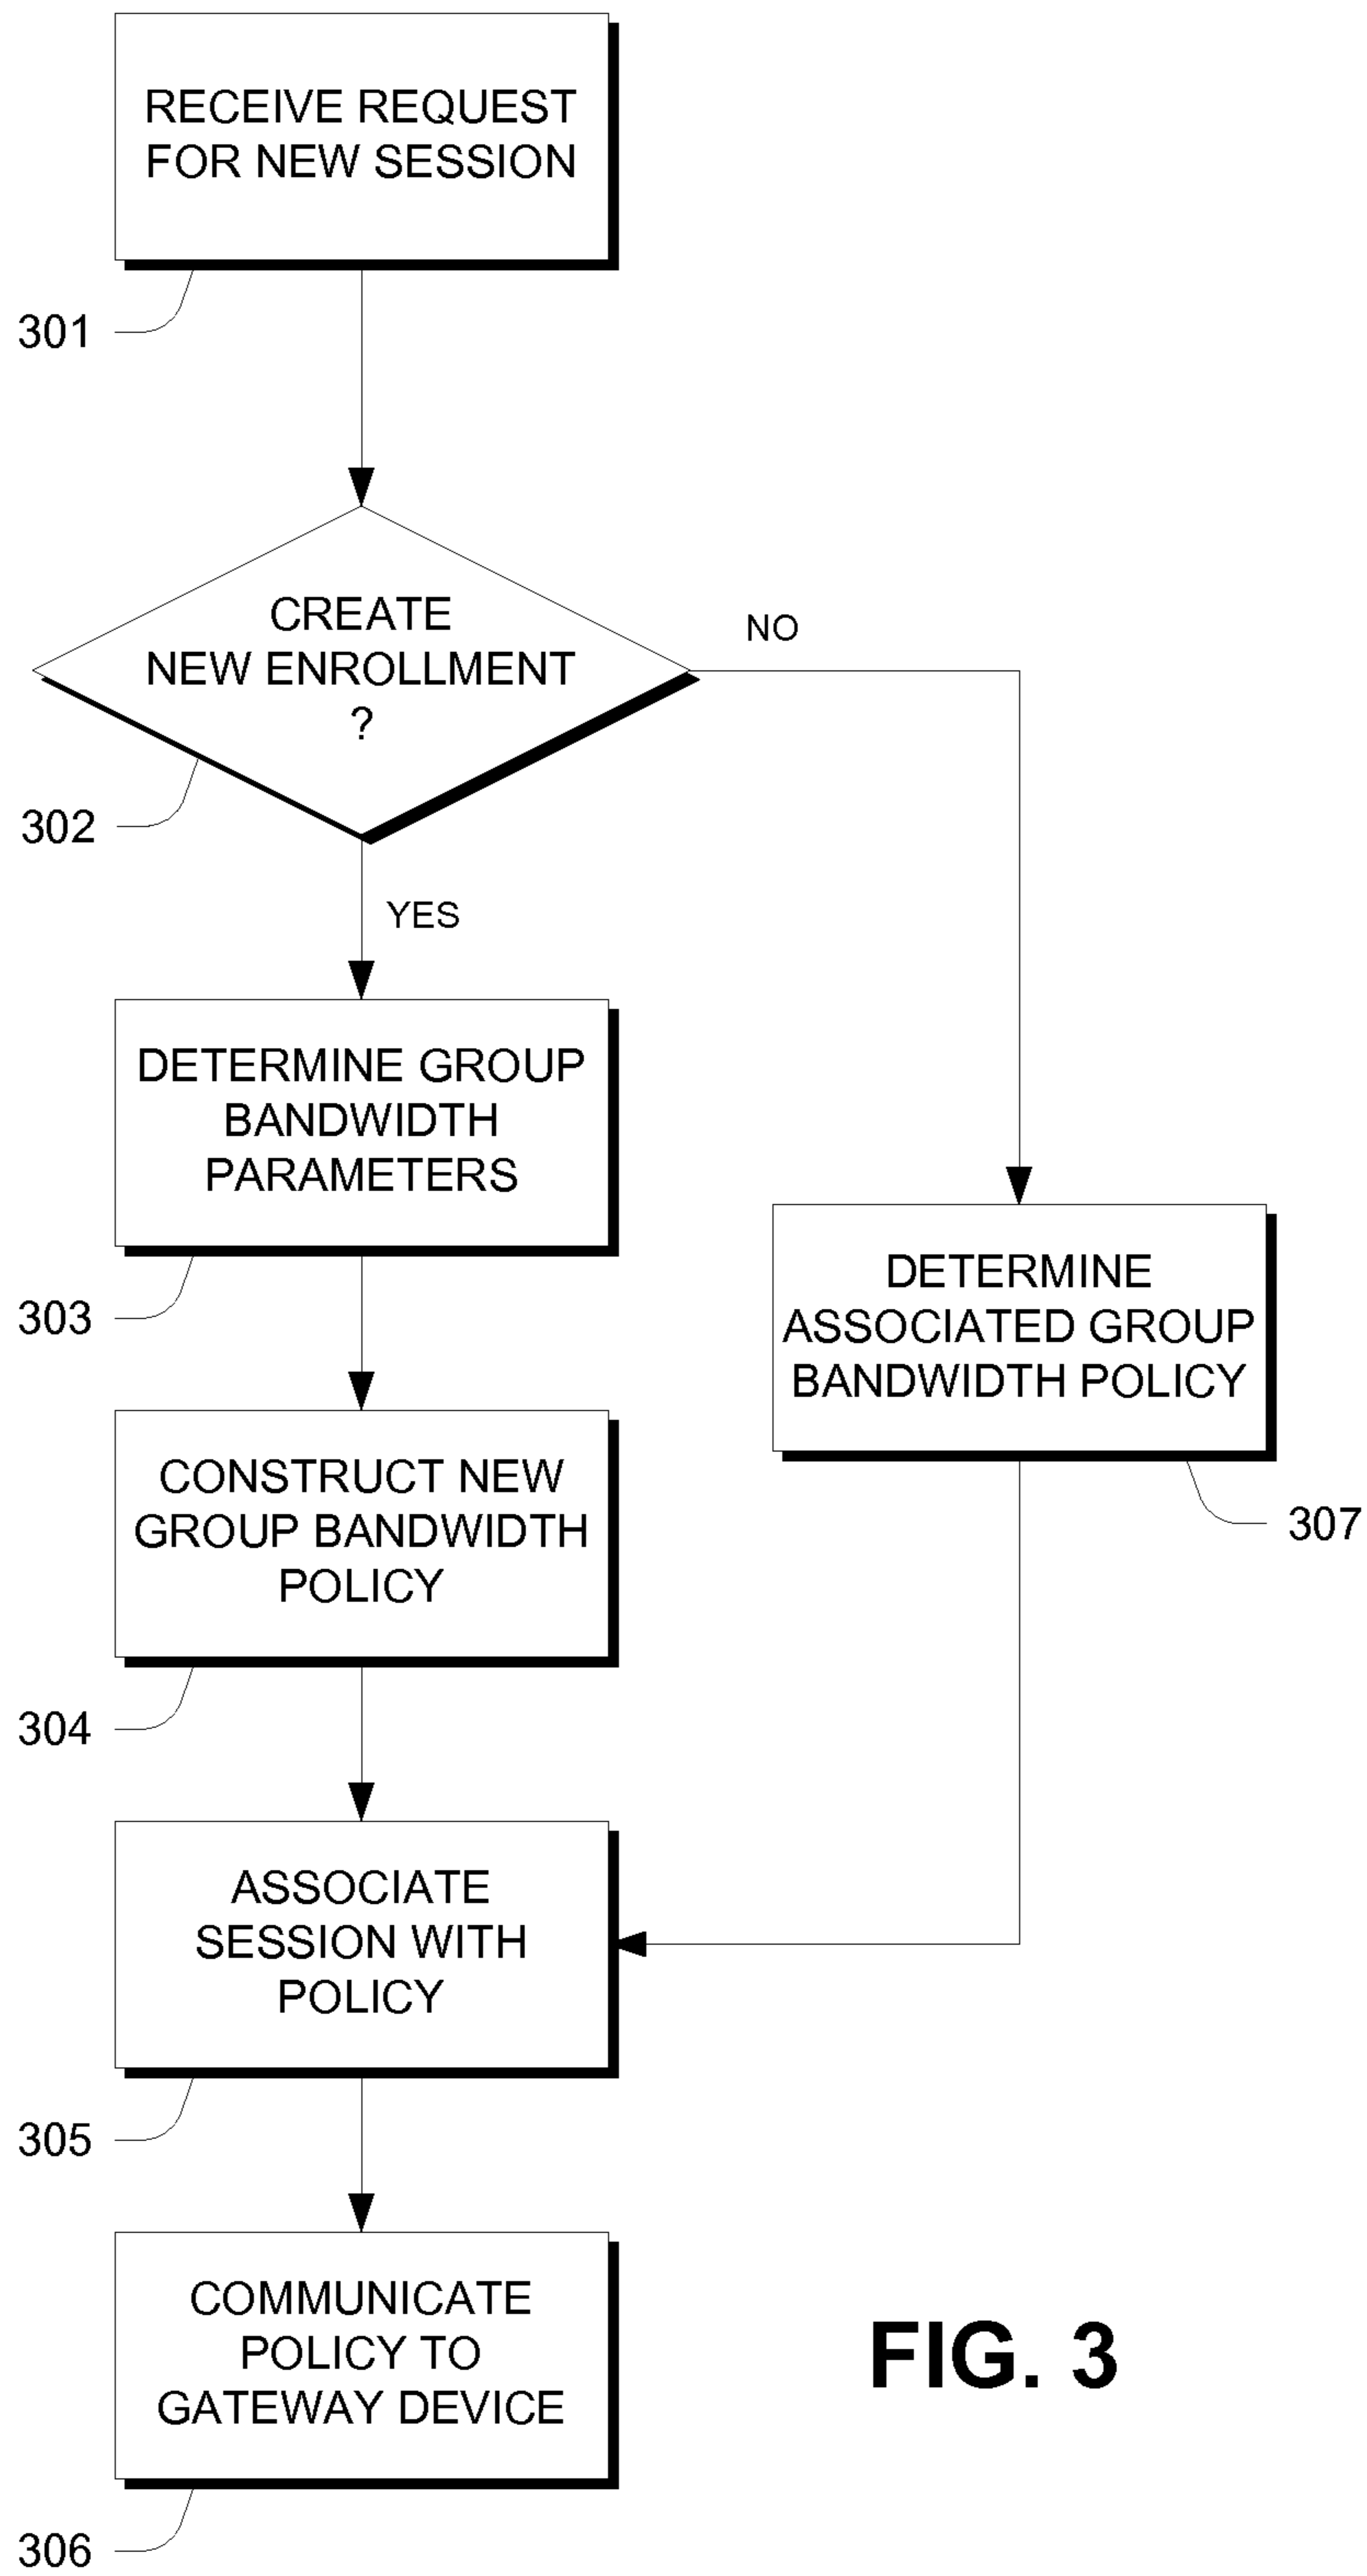 RECEIVE REQUEST
FOR NEW SESSION
301
CREATE
NEW ENROLLMENT
?
NO
302
YES
DETERMINE GROUP
BANDWIDTH
PARAMETERS
303
DETERMINE
ASSOCIATED GROUP
BANDWIDTH POLICY
307
CONSTRUCT NEW
GROUP BANDWIDTH
POLICY
304
ASSOCIATE
SESSION WITH
POLICY
305
COMMUNICATE
POLICY TO
GATEWAY DEVICE
306
FIG. 3